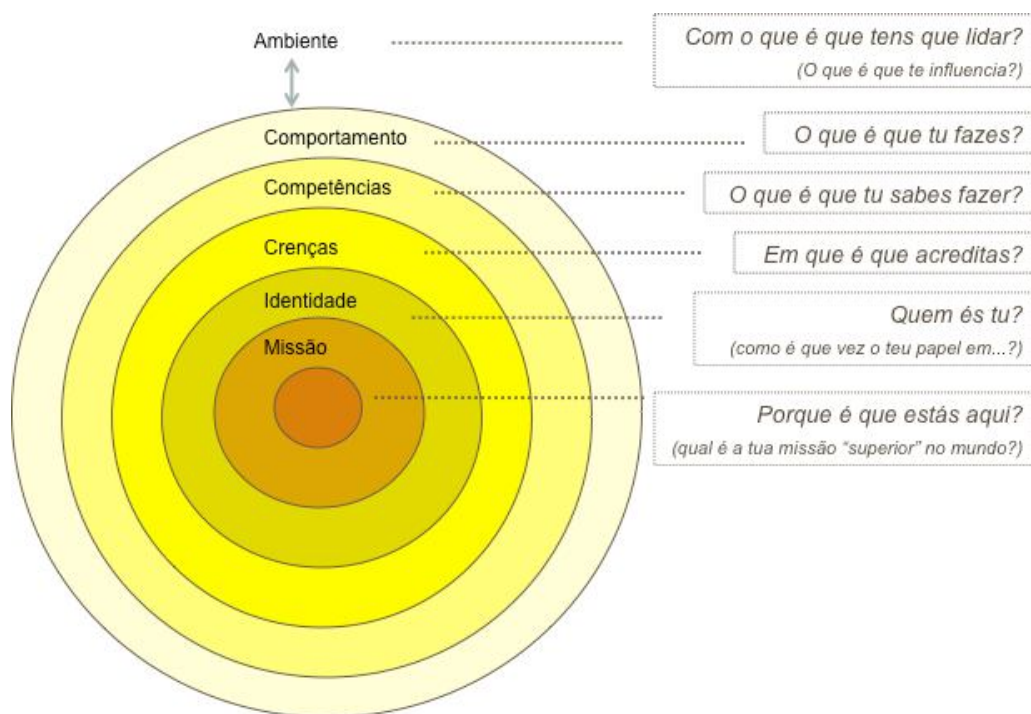 Ambiente
Com o que é que tens que lidar?
(O que é que te influencia?)
Comportamento
O que é que tu fazes?
Competências
O que é que tu sabes fazer?
Crenças
Em que é que acreditas?
Identidade
Quem és tu?
(como é que vez o teu papel em...?)
Missão
Porque é que estás aqui?
(qual é a tua missão “superior” no mundo?)